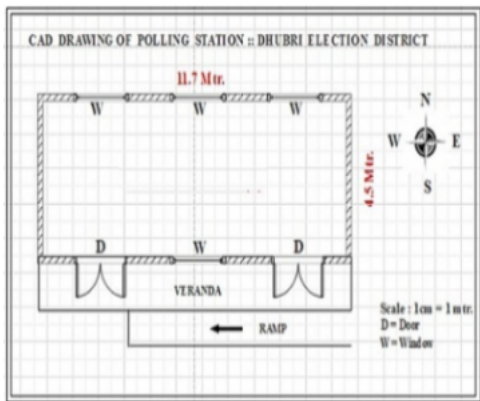 CAD DRAWING OF POLLING STATION :: DHUBRI ELECTION DISTRICT
11.7 Mtr.
W W W
N
W E
S
4.5 Mtr.
D W D
VERANDA
RAMP
Scale : 1cm = 1 mtr.
D = Door
W = Window